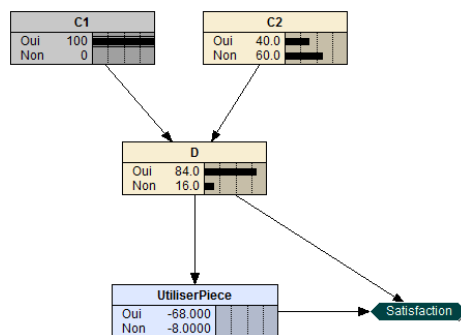 C1
Oui 100
Non 0
C2
Oui 40.0
Non 60.0
D
Oui 84.0
Non 16.0
UtiliserPiece
Oui -68.000
Non -8.0000
Satisfaction